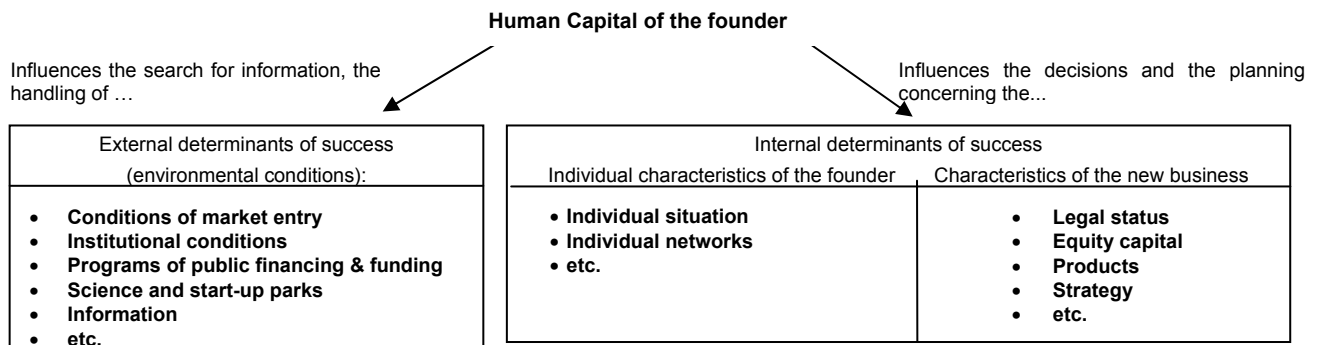 Human Capital of the founder
Influences the search for information, the
handling of …
Influences the decisions and the planning
concerning the...
External determinants of success
(environmental conditions):
• Conditions of market entry
• Institutional conditions
• Programs of public financing & funding
• Science and start-up parks
• Information
• etc.
Internal determinants of success
Individual characteristics of the founder
• Individual situation
• Individual networks
• etc.
Characteristics of the new business
• Legal status
• Equity capital
• Products
• Strategy
• etc.